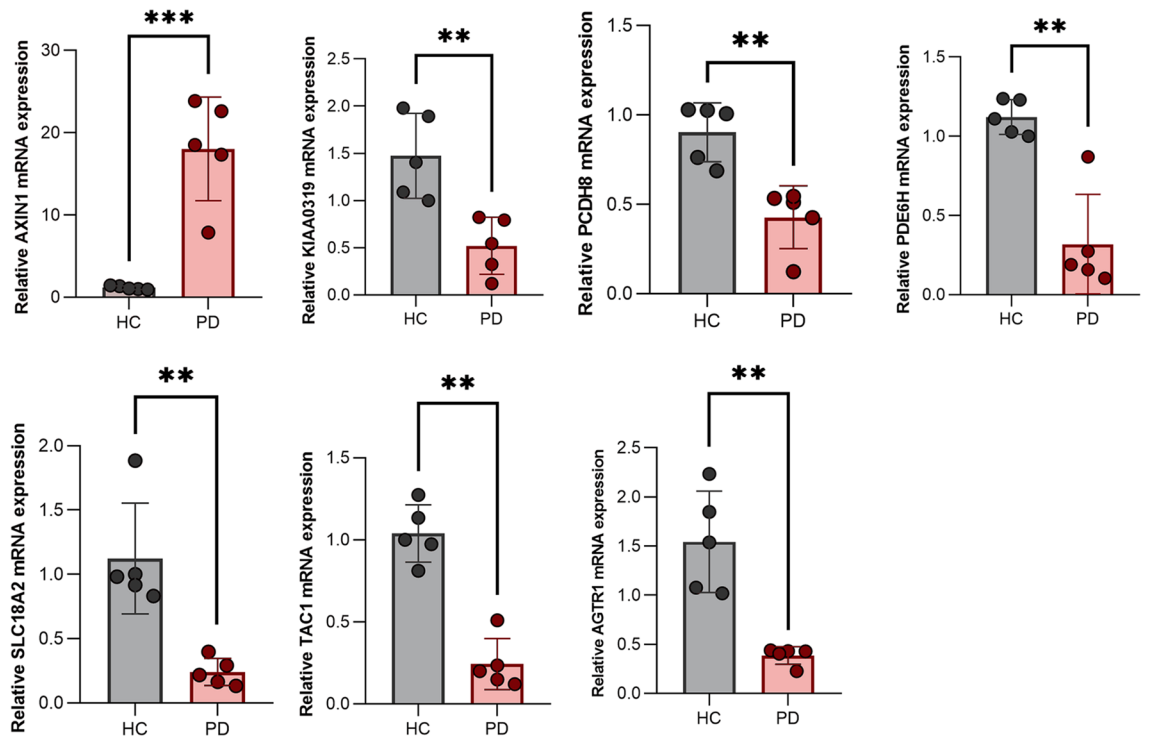 ***
Relative AXIN1 mRNA expression
30
20
10
0
HC
PD
**
Relative KIAA0319 mRNA expression
2.5
2.0
1.5
1.0
0.5
0.0
HC
PD
**
Relative PCDH8 mRNA expression
1.5
1.0
0.5
0.0
HC
PD
**
Relative PDE6H mRNA expression
1.5
1.0
0.5
0.0
HC
PD
**
Relative SLC18A2 mRNA expression
2.0
1.5
1.0
0.5
0.0
HC
PD
**
Relative TAC1 mRNA expression
1.5
1.0
0.5
0.0
HC
PD
**
Relative AGTR1 mRNA expression
2.5
2.0
1.5
1.0
0.5
0.0
HC
PD